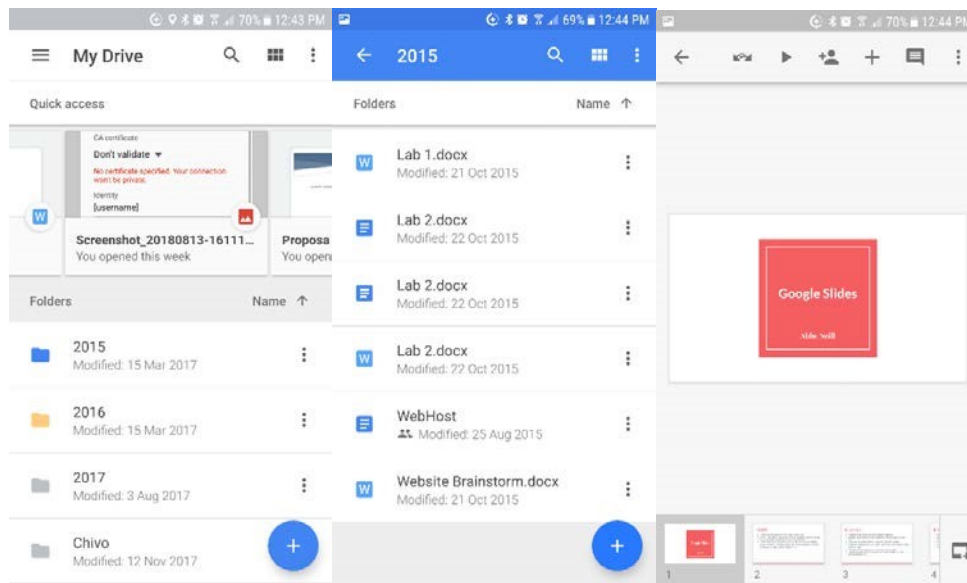 70% 12:43 PM
My Drive
Quick access
CA certificate
Don't validate
No certificate specified. Your connection
won't be private.
Identity
[username]
Screenshot_20180813-16111...
You opened this week
Proposa
You open
Folders
Name
2015
Modified: 15 Mar 2017
2016
Modified: 15 Mar 2017
2017
Modified: 3 Aug 2017
Chivo
Modified: 12 Nov 2017
69% 12:44 PM
2015
Folders
Name
W
Lab 1.docx
Modified: 21 Oct 2015
Lab 2.docx
Modified: 22 Oct 2015
Lab 2.docx
Modified: 22 Oct 2015
W
Lab 2.docx
Modified: 22 Oct 2015
WebHost
Modified: 25 Aug 2015
W
Website Brainstorm.docx
Modified: 21 Oct 2015
70% 12:44 PM
Google Slides
1
2
3
4